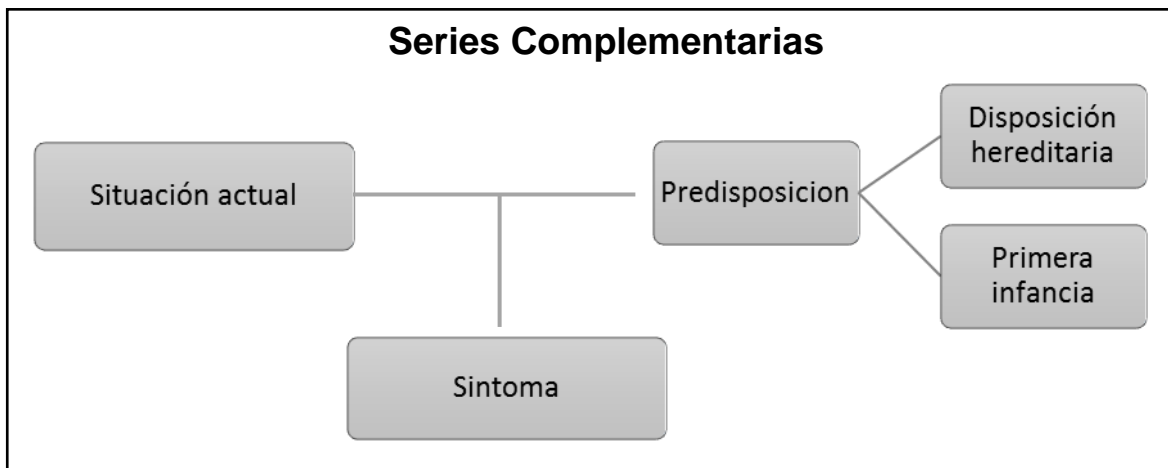 Series Complementarias
Situación actual
Predisposicion
Disposición
hereditaria
Primera
infancia
Sintoma